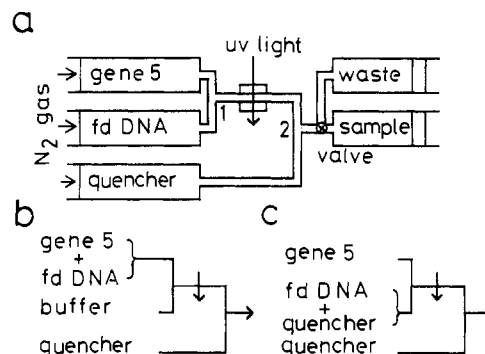 a
uv light
gene 5
waste
N2 gas
1
fd DNA
2
sample
valve
quencher
b
gene 5
+
fd DNA
buffer
quencher
c
gene 5
fd DNA
+
quencher
quencher